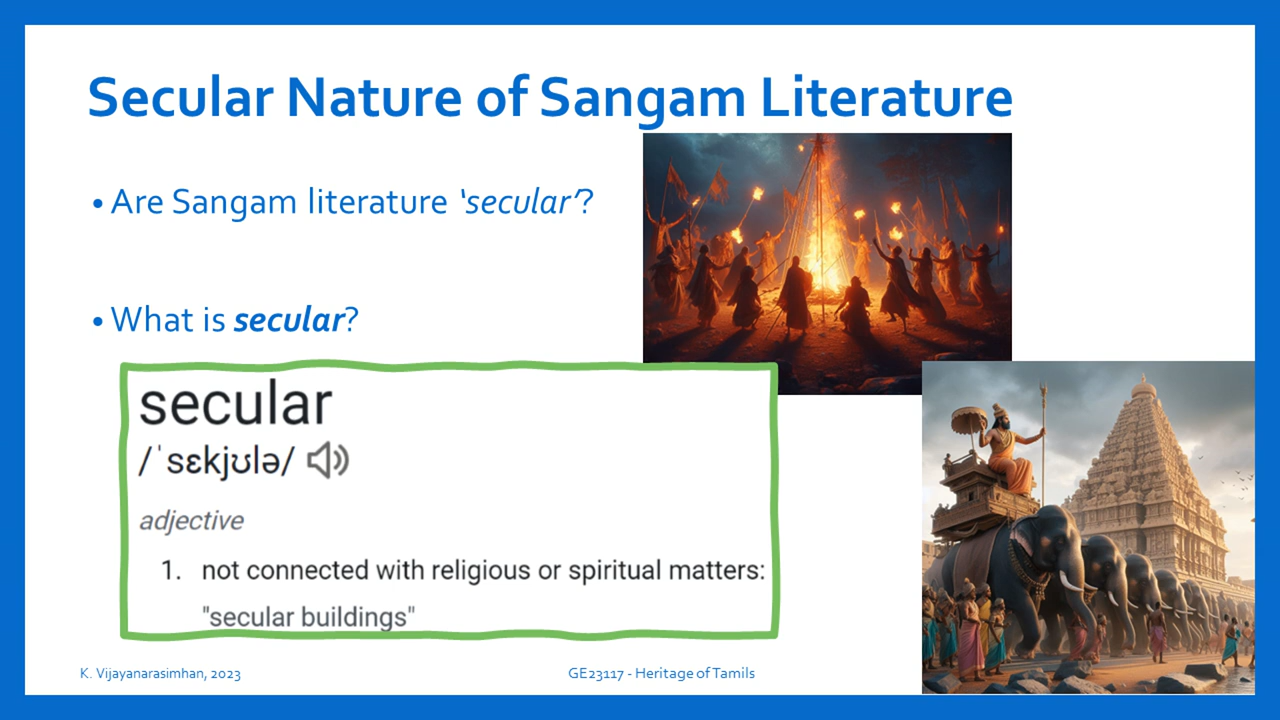 Secular Nature of Sangam Literature
• Are Sangam literature ‘secular’?
• What is secular?
secular
/ˈsɛkjʊlə/
adjective
1. not connected with religious or spiritual matters:
"secular buildings"
K. Vijayanarasimhan, 2023
GE23117 - Heritage of Tamils